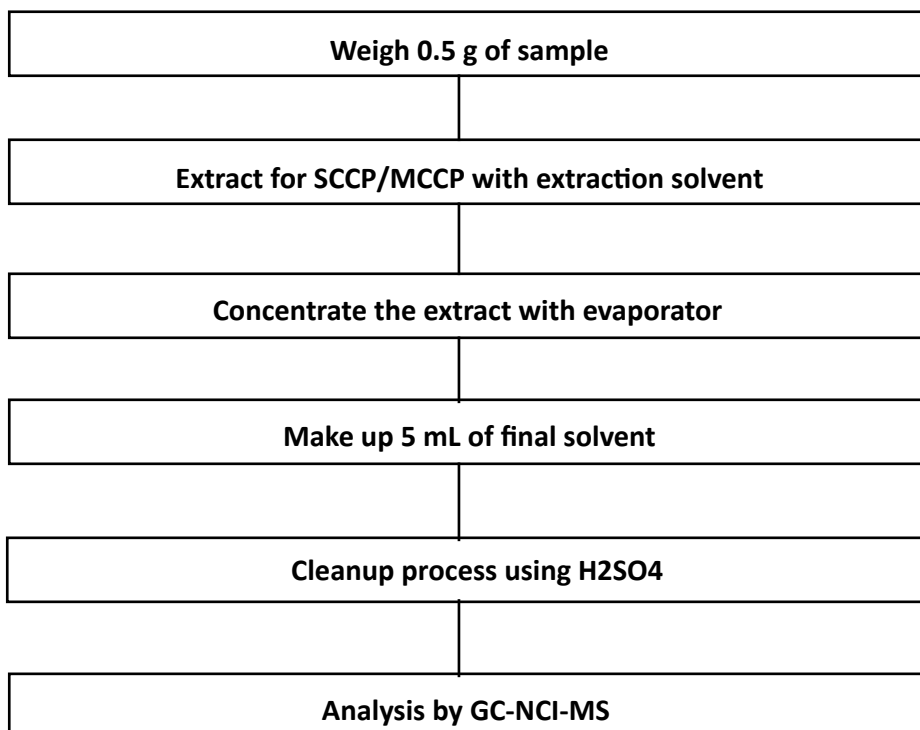 Weigh 0.5 g of sample
Extract for SCCP/MCCP with extraction solvent
Concentrate the extract with evaporator
Make up 5 mL of final solvent
Cleanup process using H2SO4
Analysis by GC-NCI-MS